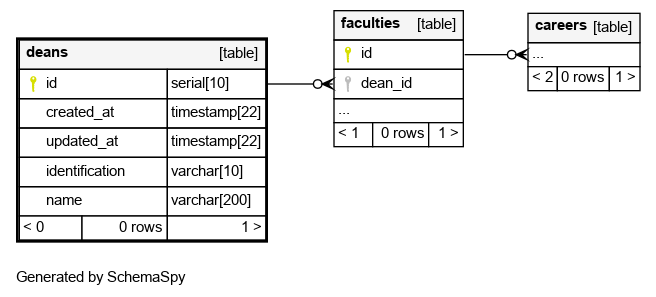 deans [table]
id serial[10]
created_at timestamp[22]
updated_at timestamp[22]
identification varchar[10]
name varchar[200]
< 0 0 rows 1 >
faculties [table]
id
dean_id
...
< 1 0 rows 1 >
careers [table]
...
< 2 0 rows 1 >
Generated by SchemaSpy